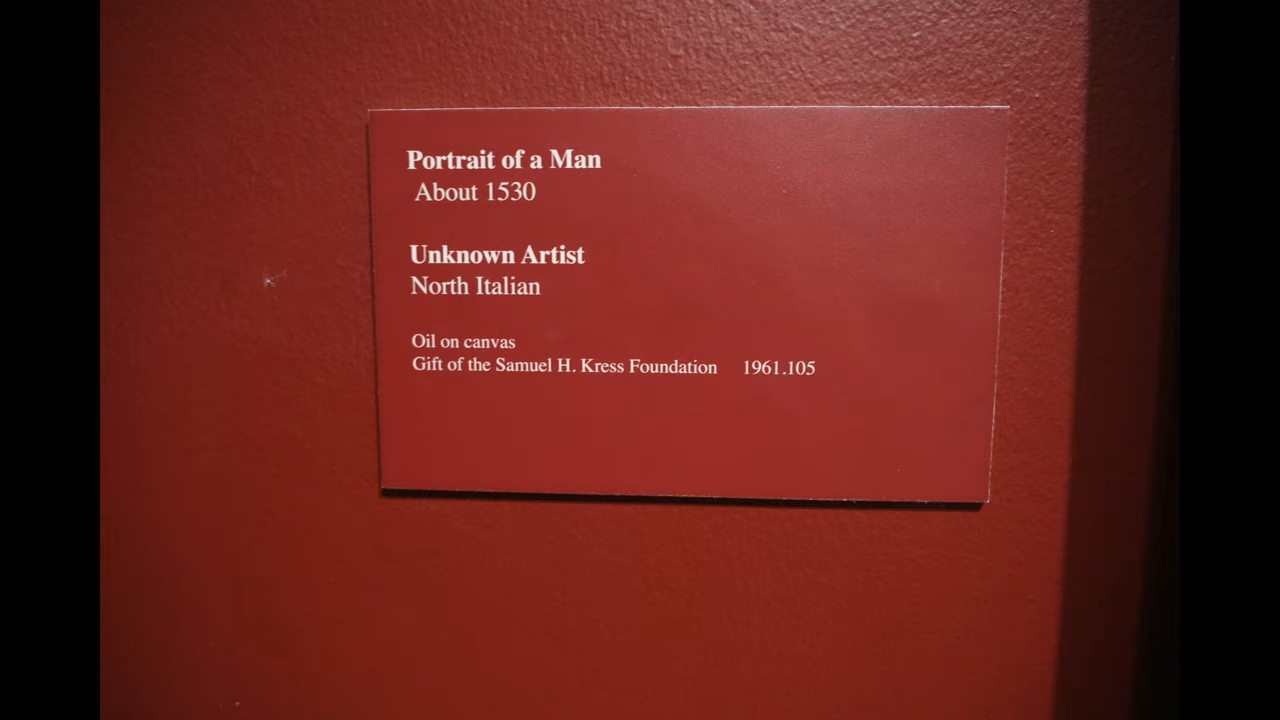 Portrait of a Man
About 1530
Unknown Artist
North Italian
Oil on canvas
Gift of the Samuel H. Kress Foundation 1961.105